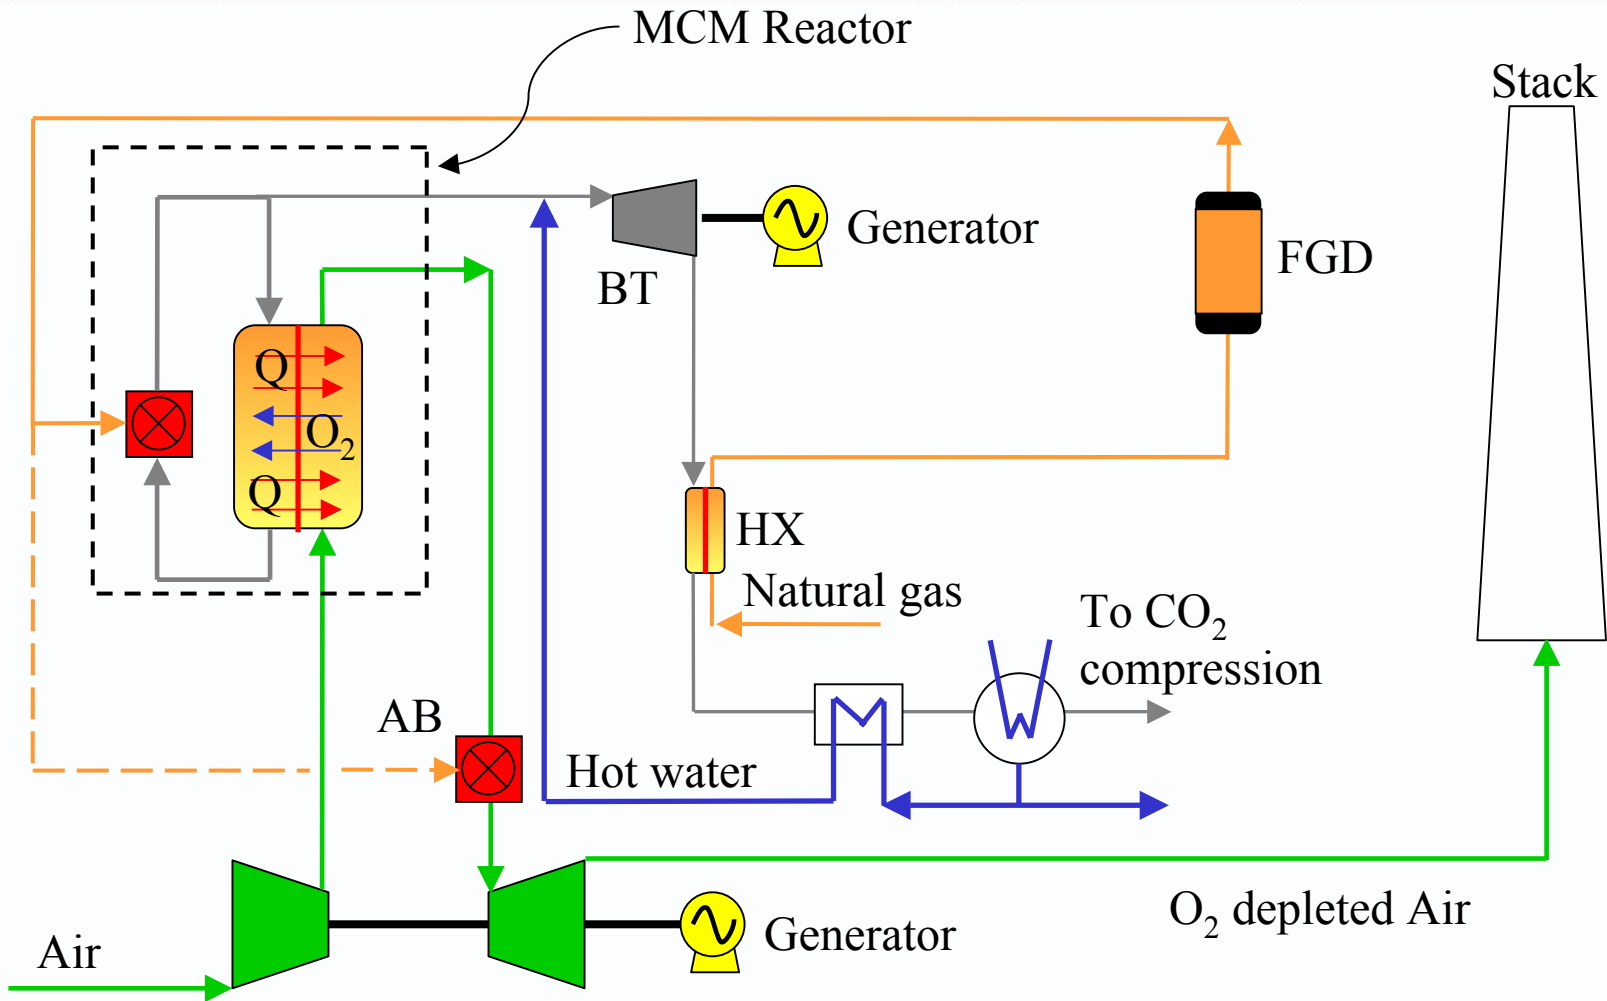 MCM Reactor
Stack
Generator
FGD
BT
Q
O2
Q
HX
Natural gas
To CO2
compression
AB
Hot water
O2 depleted Air
Generator
Air